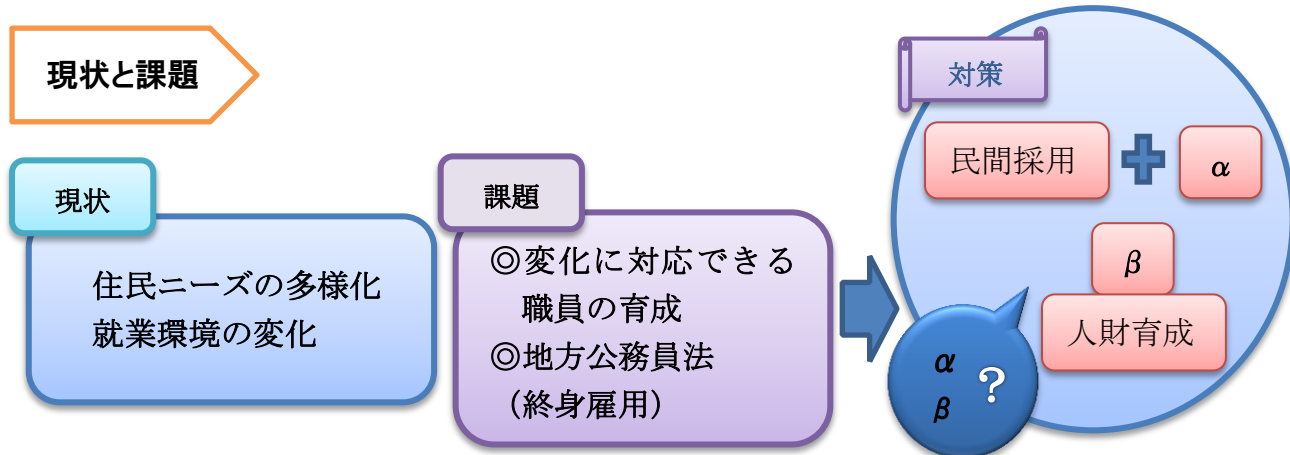 現状と課題
現状
住民ニーズの多様化
就業環境の変化
課題
◎変化に対応できる
職員の育成
◎地方公務員法
（終身雇用）
対策
民間採用
α
β
人財育成
α
β
？